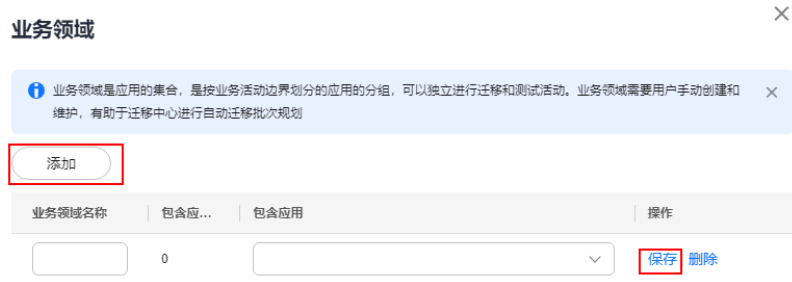 业务领域
业务领域是应用的集合，是按业务活动边界划分的应用的分组，可以独立进行迁移和测试活动。业务领域需要用户手动创建和
维护，有助于迁移中心进行自动迁移批次规划
添加
业务领域名称 包含应... 包含应用 操作
0 保存 删除